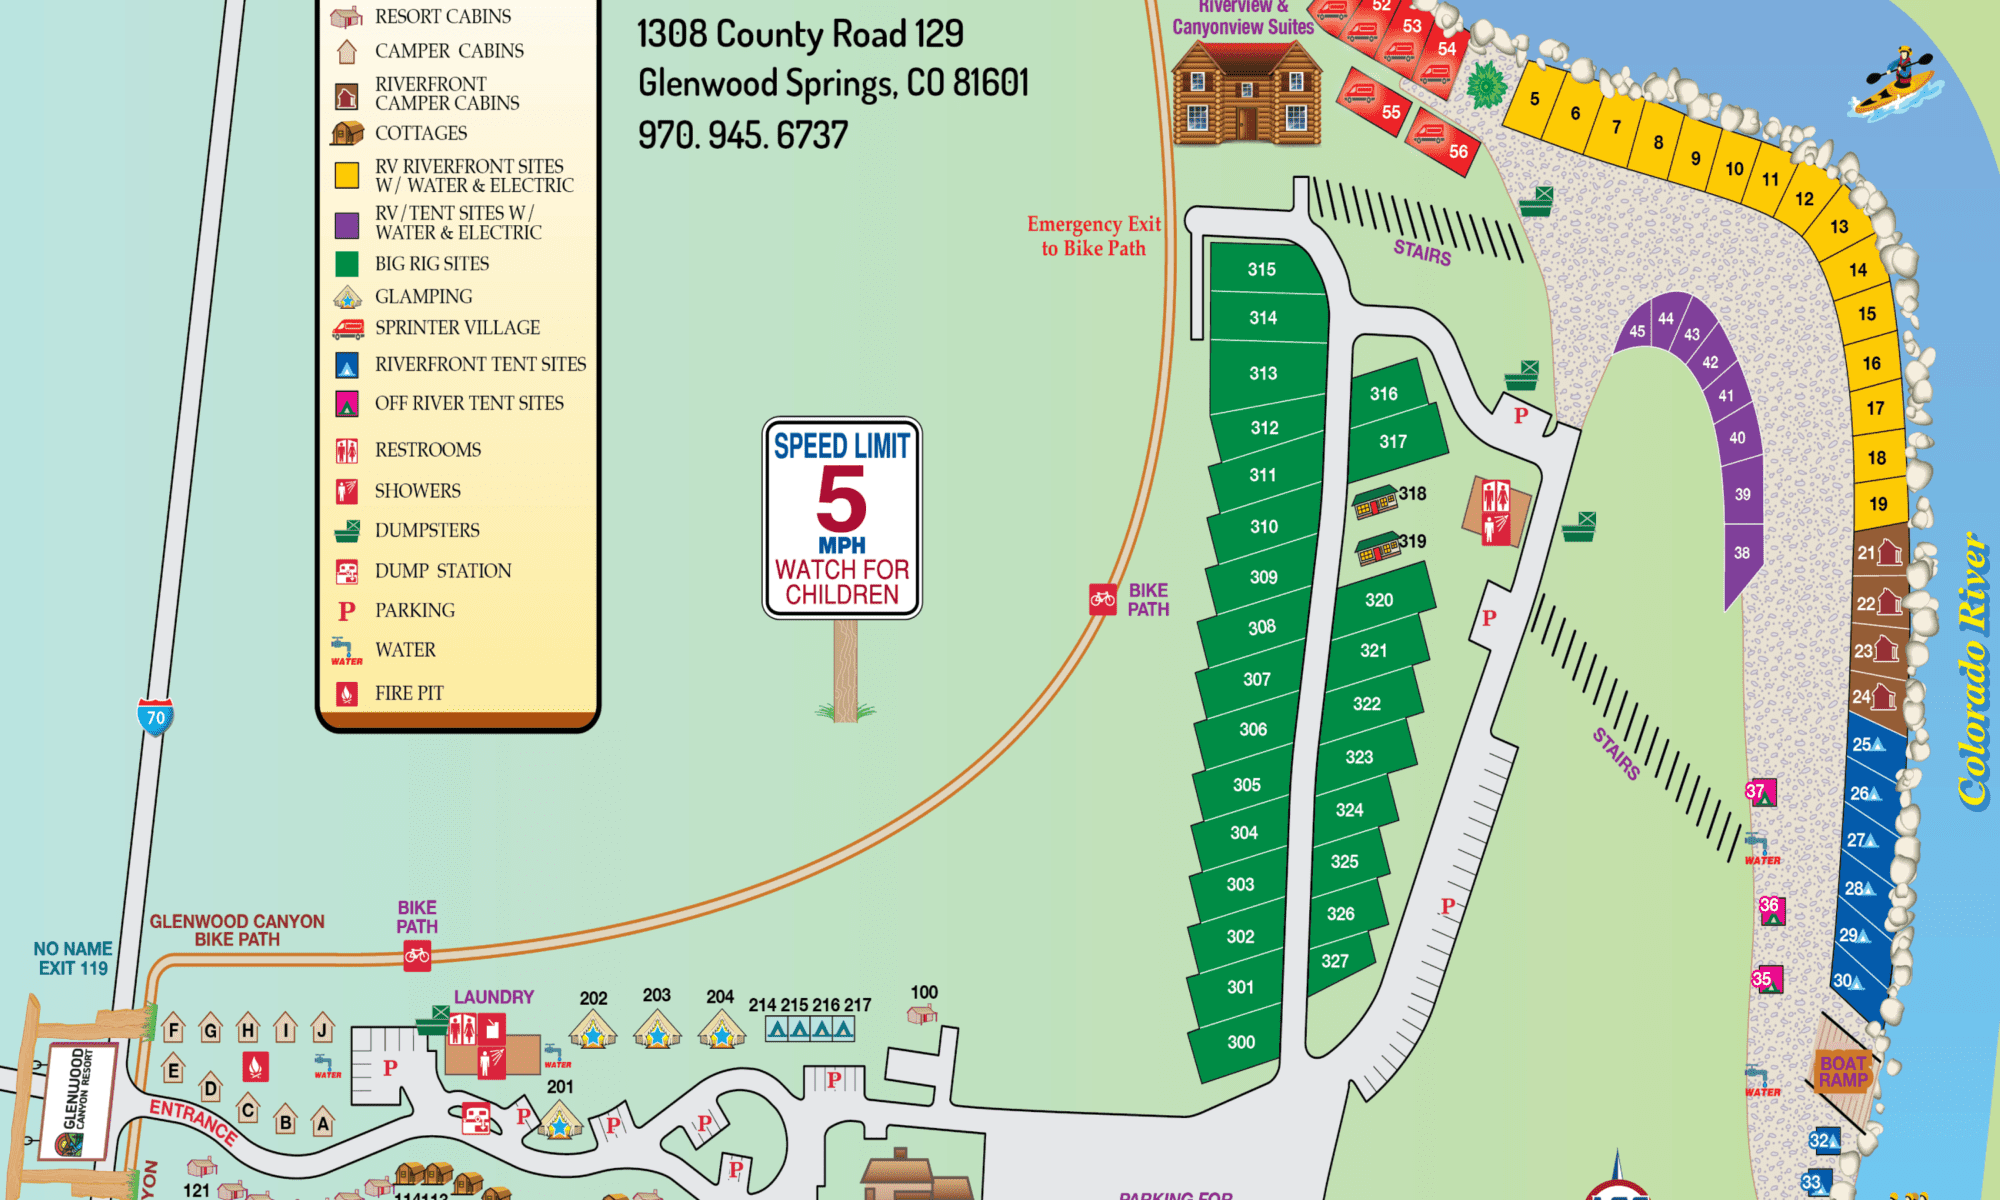 RESORT CABINS
CAMPER CABINS
RIVERFRONT
CAMPER CABINS
COTTAGES
RV RIVERFRONT SITES
W/ WATER & ELECTRIC
RV/TENT SITES W/
WATER & ELECTRIC
BIG RIG SITES
GLAMPING
SPRINTER VILLAGE
RIVERFRONT TENT SITES
OFF RIVER TENT SITES
RESTROOMS
SHOWERS
DUMPSTERS
DUMP STATION
P PARKING
WATER WATER
FIRE PIT
1308 County Road 129
Glenwood Springs, CO 81601
970. 945. 6737
SPEED LIMIT
5
MPH
WATCH FOR
CHILDREN
Riverview &
Canyonview Suites
52
53
54
55
56
5
6
7
8
9
10
11
12
13
14
15
16
17
18
19
21
22
23
24
25
26
27
28
29
30
BOAT
RAMP
32
33
Colorado River
Emergency Exit
to Bike Path
STAIRS
45
44
43
42
41
40
39
38
315
314
313
312
311
310
309
308
307
306
305
304
303
302
301
300
316
317
318
319
320
321
322
323
324
325
326
327
P
P
P
STAIRS
37
WATER
36
35
WATER
BIKE
PATH
70
GLENWOOD CANYON
BIKE PATH
BIKE
PATH
NO NAME
EXIT 119
GLENWOOD
CANYON RESORT
ENTRANCE
F
G
H
I
J
E
D
C
B
A
WATER
P
LAUNDRY
WATER
202
203
204
214 215 216 217
100
201
P
P
P
P
P
121
114 113
YON
PARKING FOR